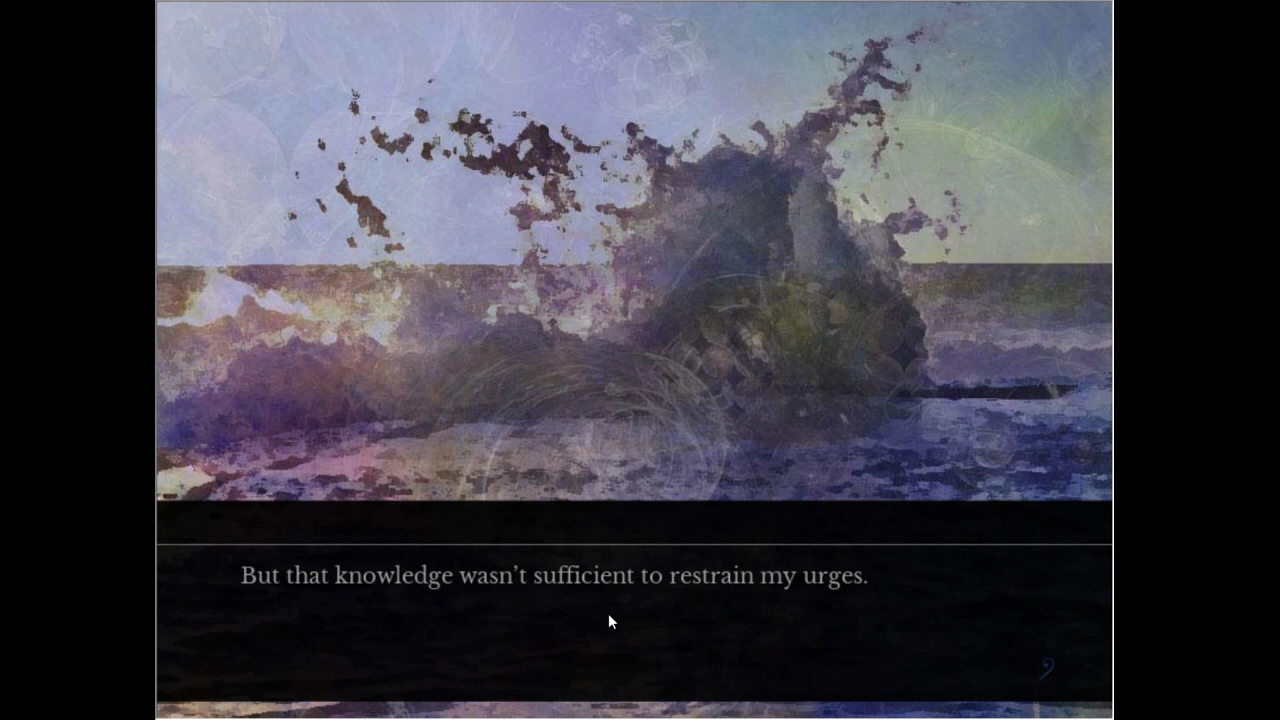 But that knowledge wasn’t sufficient to restrain my urges.